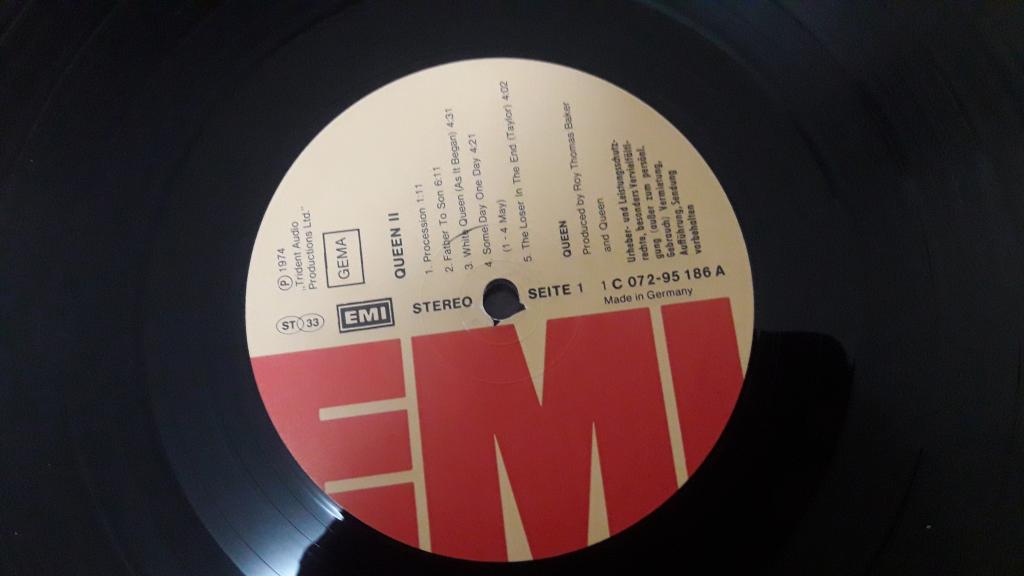 ℗ 1974
„Trident Audio
Productions Ltd."
GEMA
ST 33
EMI
QUEEN II
1. Procession 1:11
2. Father To Son 6:11
3. White Queen (As It Began) 4:31
4. Some Day One Day 4:21
(1 - 4 May)
5. The Loser In The End (Taylor) 4:02
QUEEN
Produced by Roy Thomas Baker
and Queen
Urheber- und Leistungsschutz-
rechte, besonders Vervielfälti-
gung (außer zum persönl.
Gebrauch) Vermietung,
Aufführung, Sendung
vorbehalten
STEREO
SEITE 1
1 C 072-95 186 A
Made in Germany
EMI